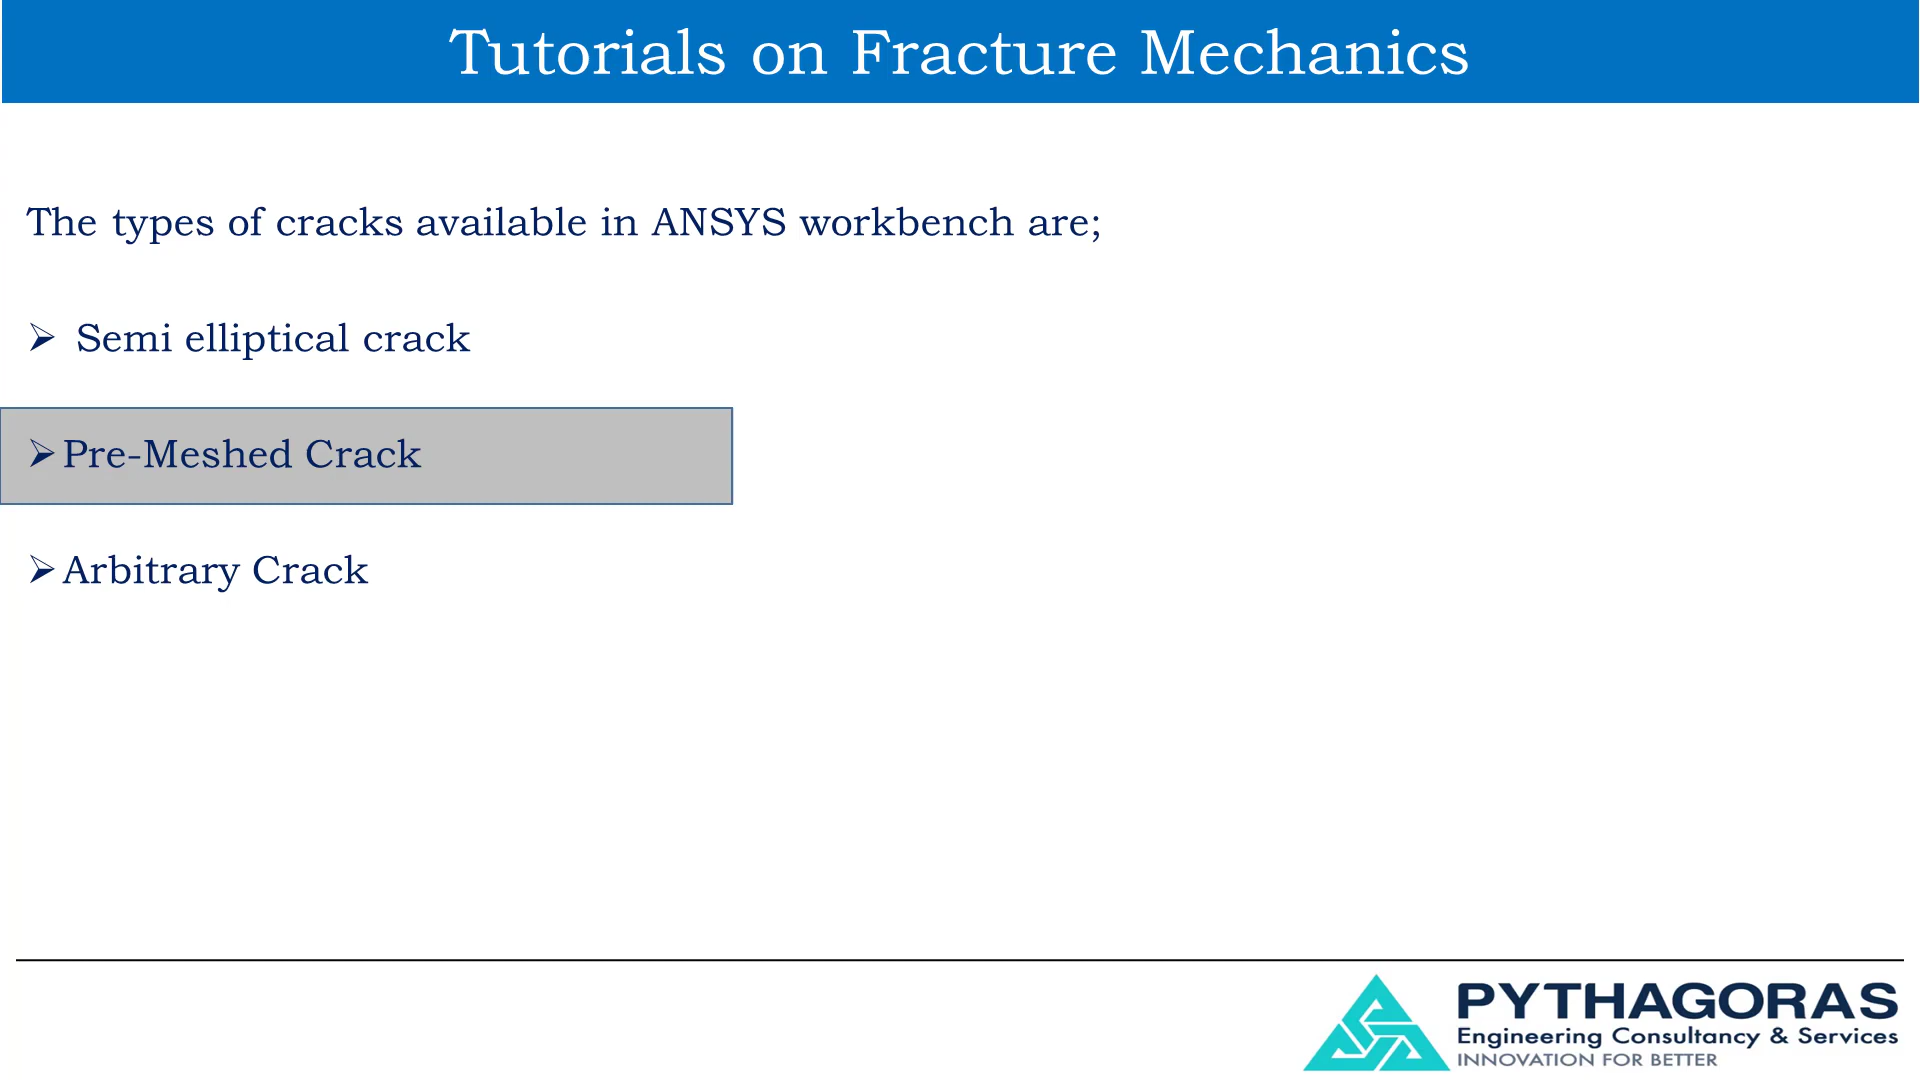 Tutorials on Fracture Mechanics
The types of cracks available in ANSYS workbench are;
➢ Semi elliptical crack
➢ Pre-Meshed Crack
➢ Arbitrary Crack
PYTHAGORAS
Engineering Consultancy & Services
INNOVATION FOR BETTER